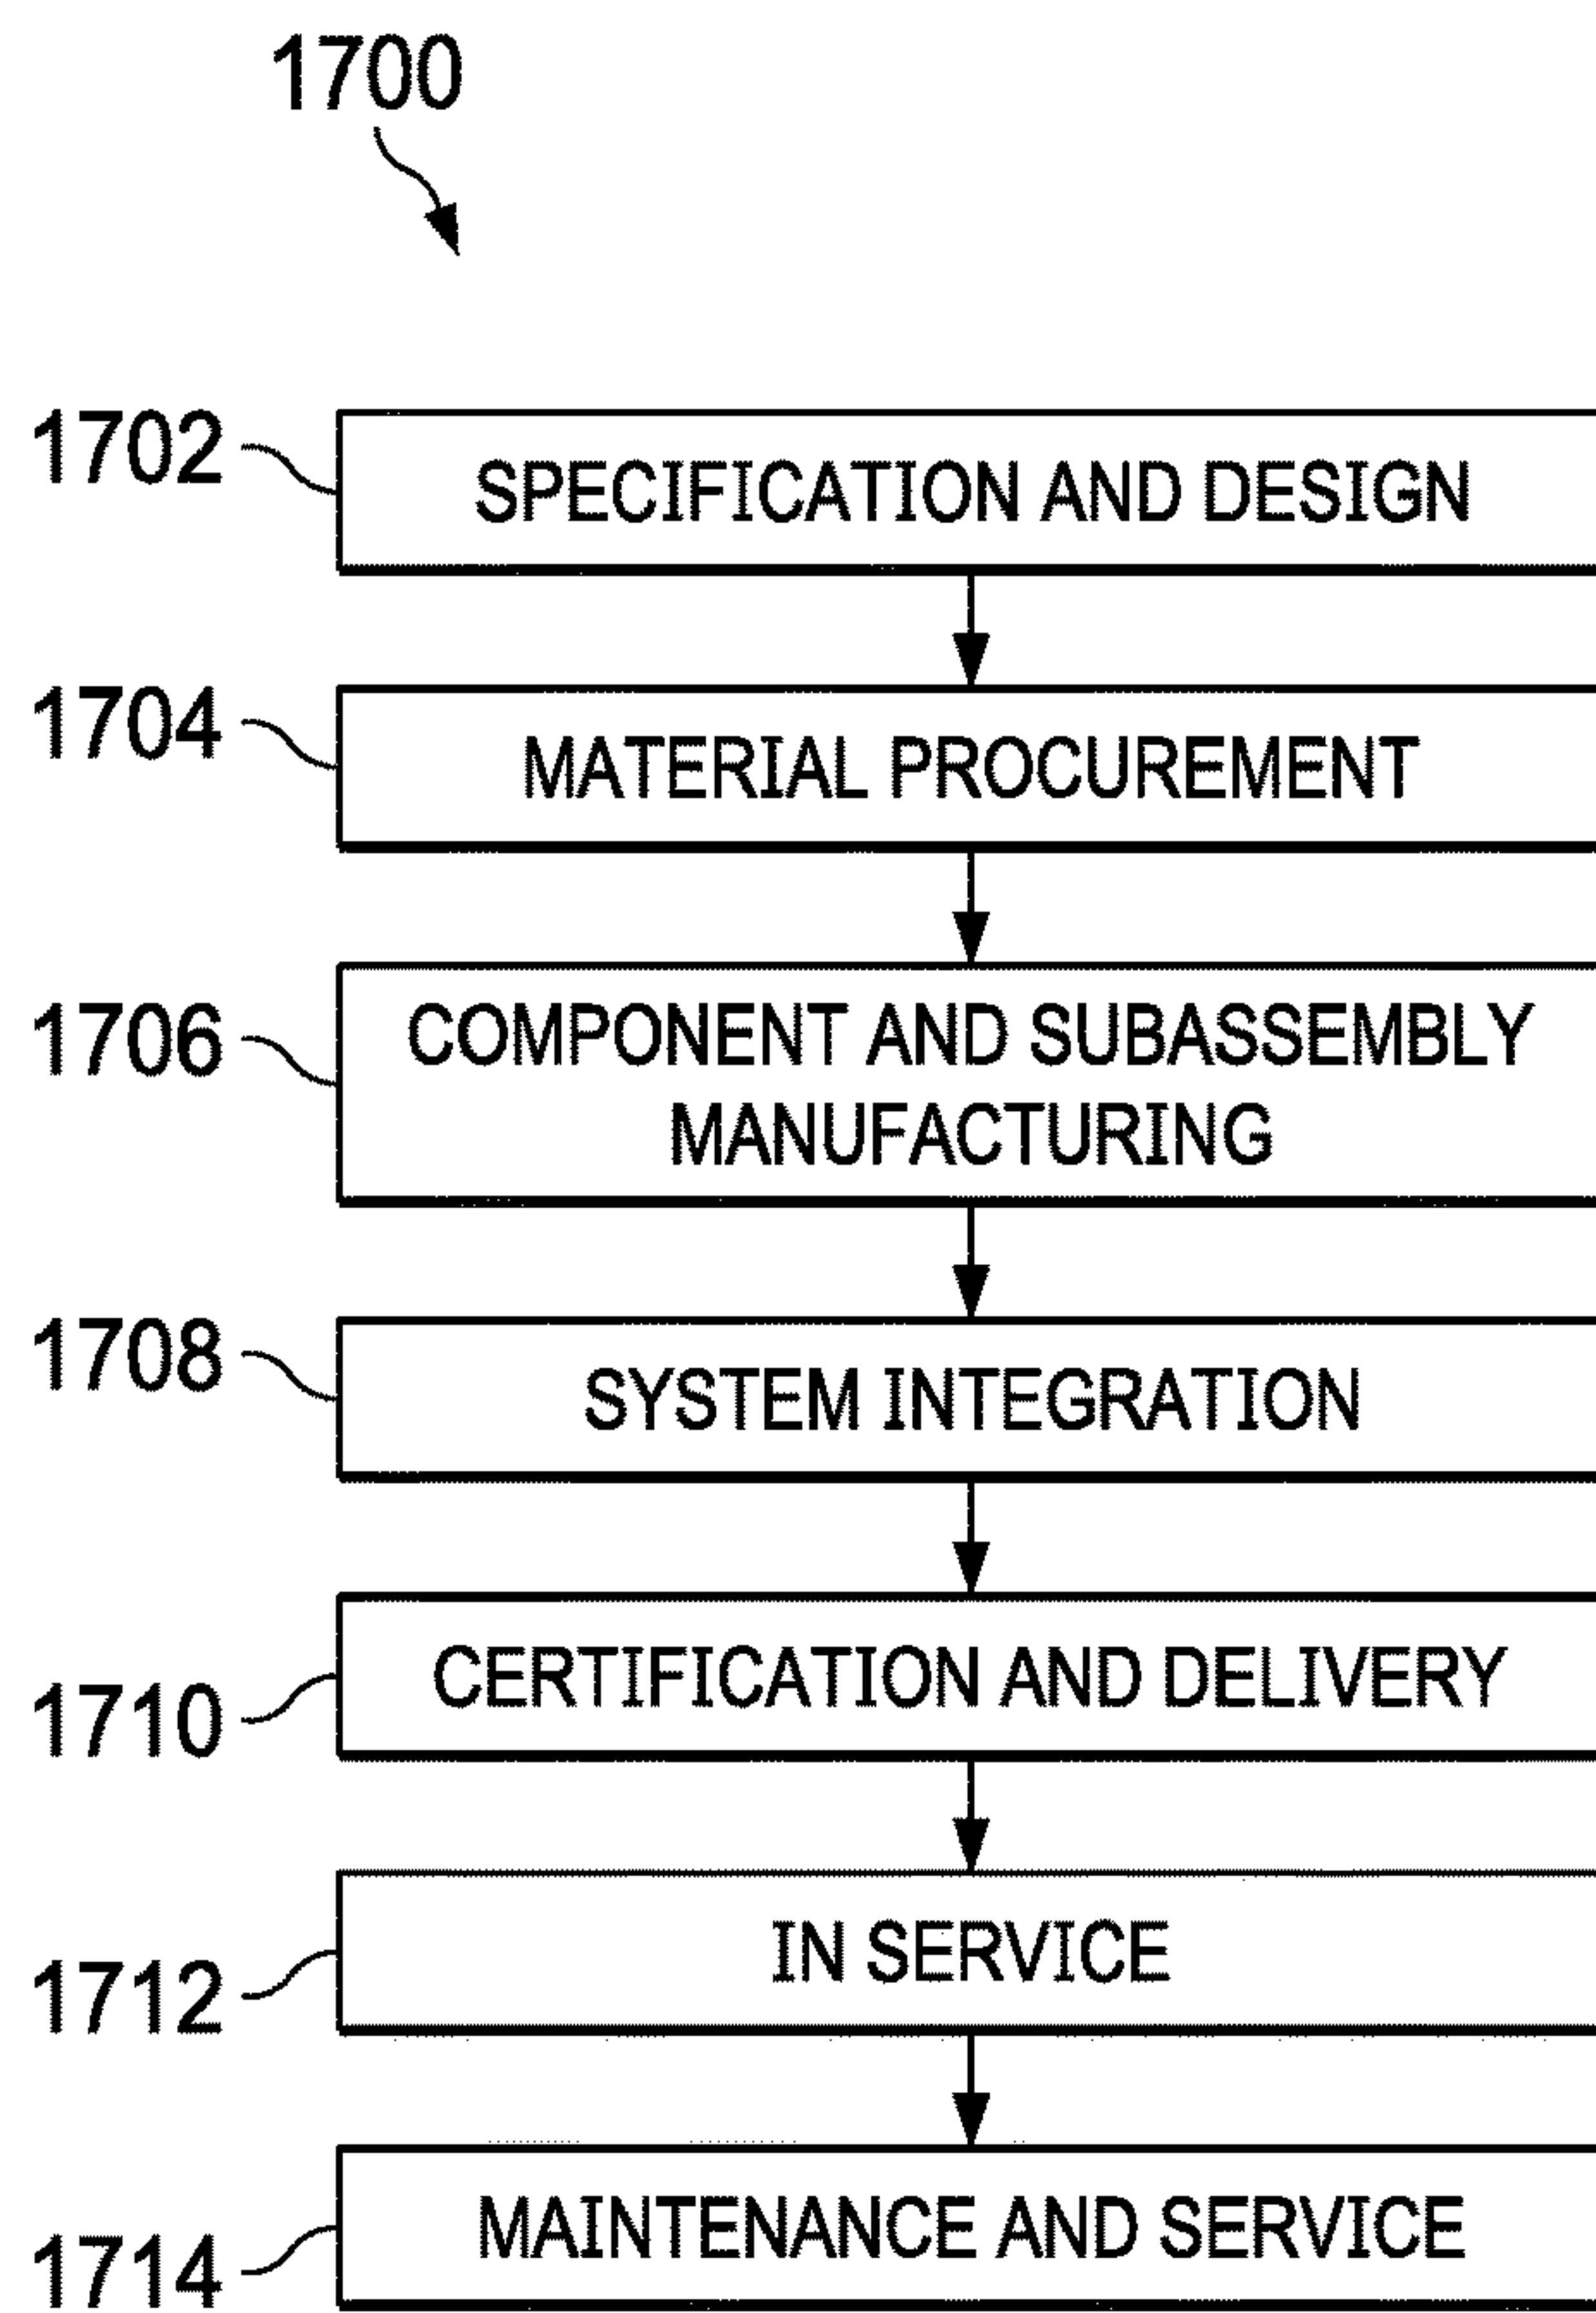 1700
1702
SPECIFICATION AND DESIGN
1704
MATERIAL PROCUREMENT
1706
COMPONENT AND SUBASSEMBLY
MANUFACTURING
1708
SYSTEM INTEGRATION
1710
CERTIFICATION AND DELIVERY
1712
IN SERVICE
1714
MAINTENANCE AND SERVICE